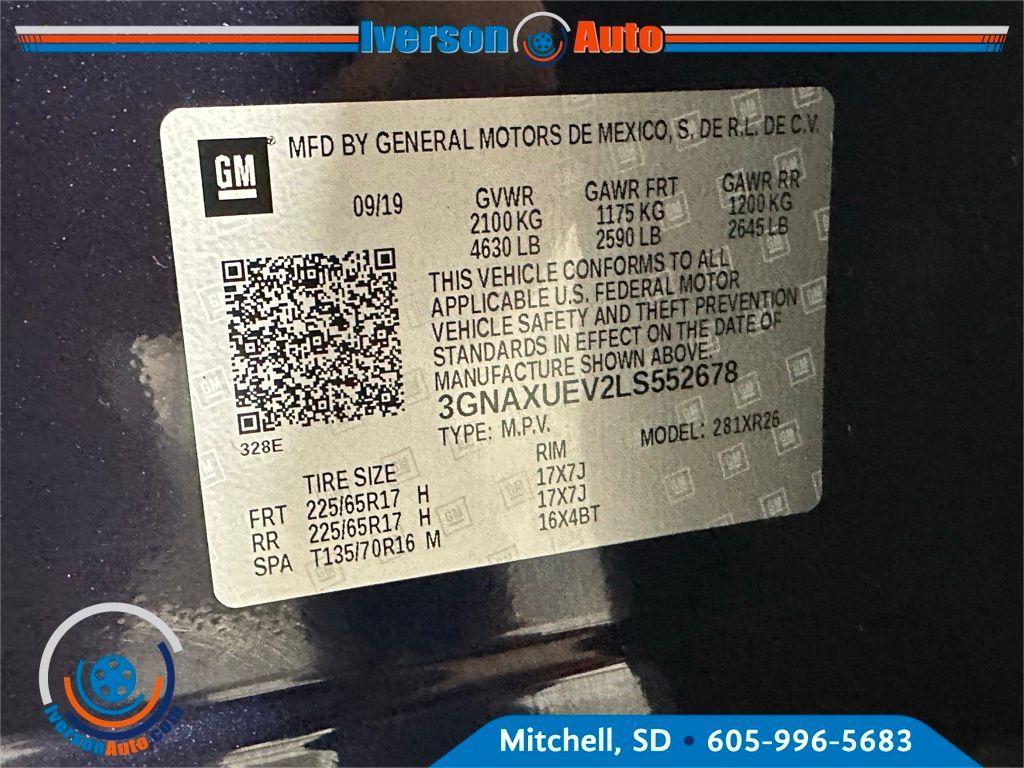 Iverson Auto
GM
MFD BY GENERAL MOTORS DE MEXICO, S. DE R.L. DE C.V.
09/19
GVWR
2100 KG
4630 LB
GAWR FRT
1175 KG
2590 LB
GAWR RR
1200 KG
2645 LB
THIS VEHICLE CONFORMS TO ALL
APPLICABLE U.S. FEDERAL MOTOR
VEHICLE SAFETY AND THEFT PREVENTION
STANDARDS IN EFFECT ON THE DATE OF
MANUFACTURE SHOWN ABOVE.
3GNAXUEV2LS552678
TYPE: M.P.V. MODEL: 281XR26
328E
TIRE SIZE RIM
FRT 225/65R17 H 17X7J
RR 225/65R17 H 17X7J
SPA T135/70R16 M 16X4BT
IversonAuto.com
Mitchell, SD • 605-996-5683